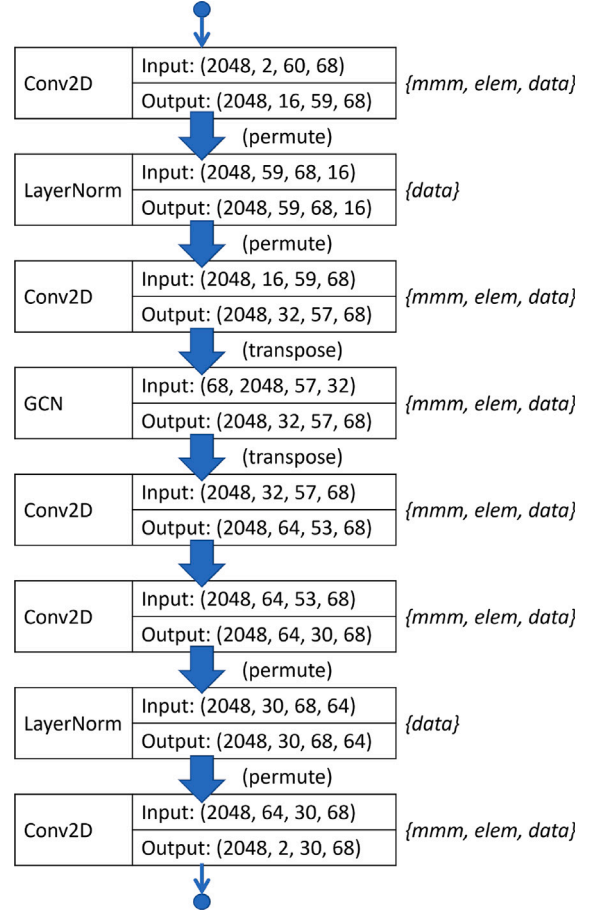 Conv2D
Input: (2048, 2, 60, 68)
Output: (2048, 16, 59, 68)
{mmm, elem, data}
(permute)
LayerNorm
Input: (2048, 59, 68, 16)
Output: (2048, 59, 68, 16)
{data}
(permute)
Conv2D
Input: (2048, 16, 59, 68)
Output: (2048, 32, 57, 68)
{mmm, elem, data}
(transpose)
GCN
Input: (68, 2048, 57, 32)
Output: (2048, 32, 57, 68)
{mmm, elem, data}
(transpose)
Conv2D
Input: (2048, 32, 57, 68)
Output: (2048, 64, 53, 68)
{mmm, elem, data}
Conv2D
Input: (2048, 64, 53, 68)
Output: (2048, 64, 30, 68)
{mmm, elem, data}
(permute)
LayerNorm
Input: (2048, 30, 68, 64)
Output: (2048, 30, 68, 64)
{data}
(permute)
Conv2D
Input: (2048, 64, 30, 68)
Output: (2048, 2, 30, 68)
{mmm, elem, data}